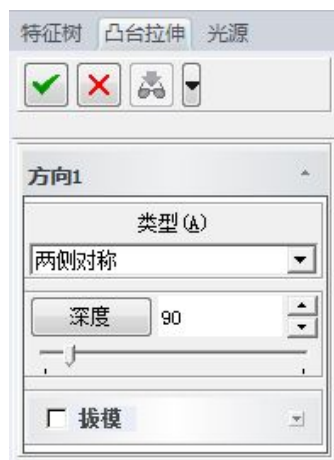 特征树 凸台拉伸 光源
方向1
类型(A)
两侧对称
深度 90
拔模